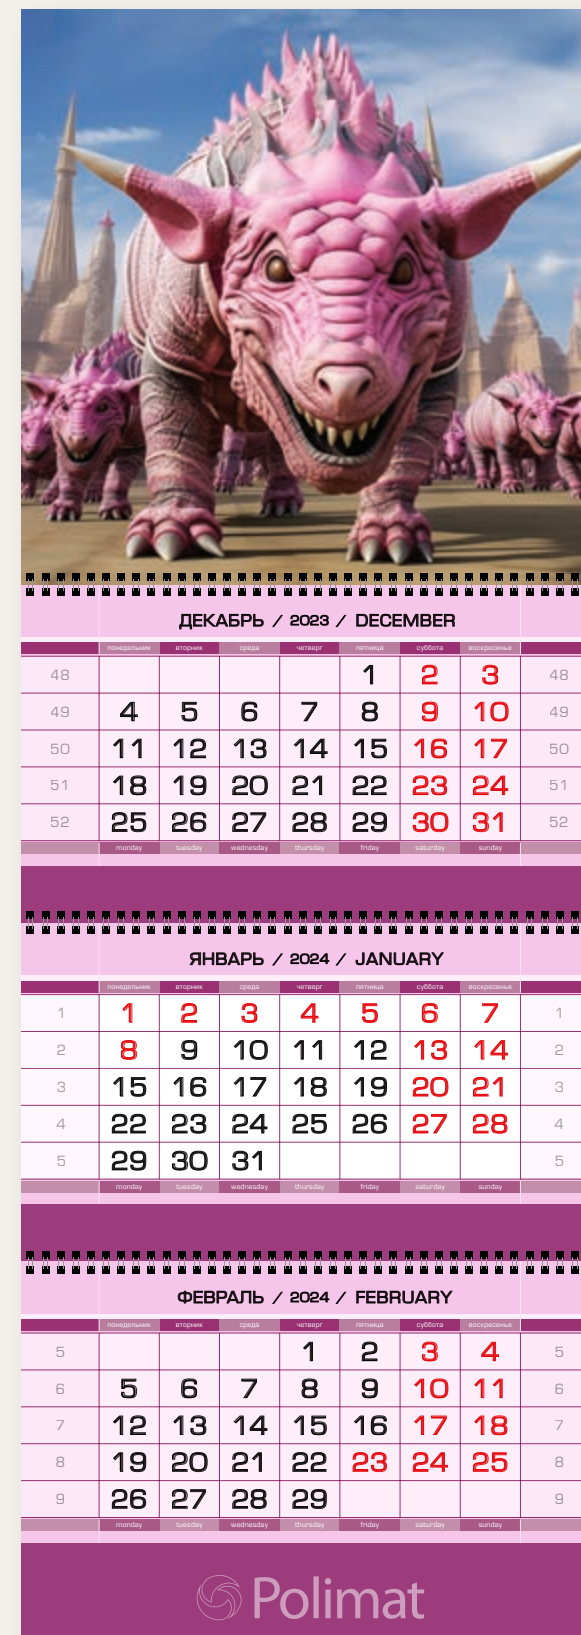 ДЕКАБРЬ / 2023 / DECEMBER
понедельник вторник среда четверг пятница суббота воскресенье
48 1 2 3 48
49 4 5 6 7 8 9 10 49
50 11 12 13 14 15 16 17 50
51 18 19 20 21 22 23 24 51
52 25 26 27 28 29 30 31 52
monday tuesday wednesday thursday friday saturday sunday
ЯНВАРЬ / 2024 / JANUARY
понедельник вторник среда четверг пятница суббота воскресенье
1 1 2 3 4 5 6 7 1
2 8 9 10 11 12 13 14 2
3 15 16 17 18 19 20 21 3
4 22 23 24 25 26 27 28 4
5 29 30 31 5
monday tuesday wednesday thursday friday saturday sunday
ФЕВРАЛЬ / 2024 / FEBRUARY
понедельник вторник среда четверг пятница суббота воскресенье
5 1 2 3 4 5
6 5 6 7 8 9 10 11 6
7 12 13 14 15 16 17 18 7
8 19 20 21 22 23 24 25 8
9 26 27 28 29 9
monday tuesday wednesday thursday friday saturday sunday
Polimat